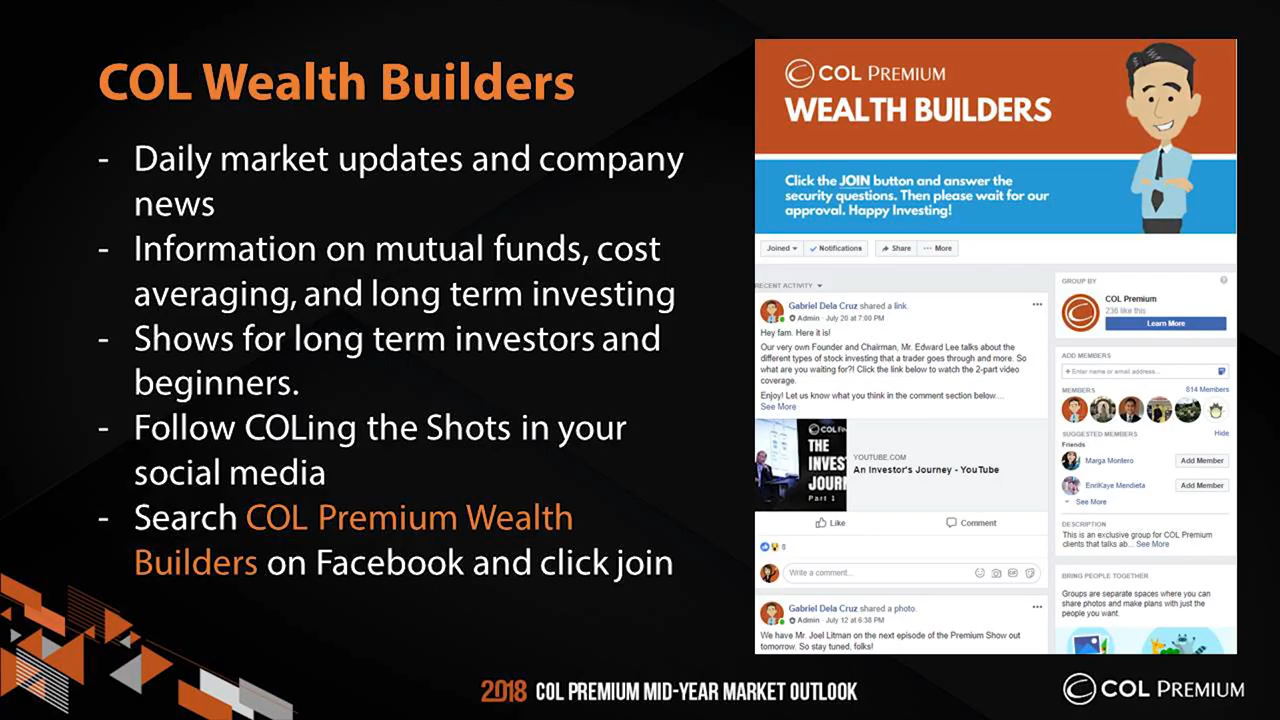 COL Wealth Builders
- Daily market updates and company
news
- Information on mutual funds, cost
averaging, and long term investing
- Shows for long term investors and
beginners.
- Follow COLing the Shots in your
social media
- Search COL Premium Wealth
Builders on Facebook and click join
COL PREMIUM
WEALTH BUILDERS
Click the JOIN button and answer the
security questions. Then please wait for our
approval. Happy Investing!
Joined
Notifications
Share
More
RECENT ACTIVITY
Gabriel Dela Cruz shared a link.
Admin · July 20 at 7:00 PM
Hey fam. Here it is!
Our very own Founder and Chairman, Mr. Edward Lee talks about the
different types of stock investing that a trader goes through and more. So
what are you waiting for?! Click the link below to watch the 2-part video
coverage.
Enjoy! Let us know what you think in the comment section below....
See More
THE
INVES
JOUR
Part 1
YOUTUBE.COM
An Investor's Journey - YouTube
Like
Comment
8
Write a comment...
Gabriel Dela Cruz shared a photo.
Admin · July 12 at 6:38 PM
We have Mr. Joel Litman on the next episode of the Premium Show out
tomorrow. So stay tuned, folks!
GROUP BY
COL Premium
236 like this
Learn More
ADD MEMBERS
+ Enter name or email address...
MEMBERS
814 Members
SUGGESTED MEMBERS
Hide
Friends
Marga Montero
Add Member
EnriKaye Mendieta
Add Member
See More
DESCRIPTION
This is an exclusive group for COL Premium
clients that talks ab... See More
BRING PEOPLE TOGETHER
Groups are separate spaces where you can
share photos and make plans with just the
people you want.
2018 COL PREMIUM MID-YEAR MARKET OUTLOOK
COL PREMIUM